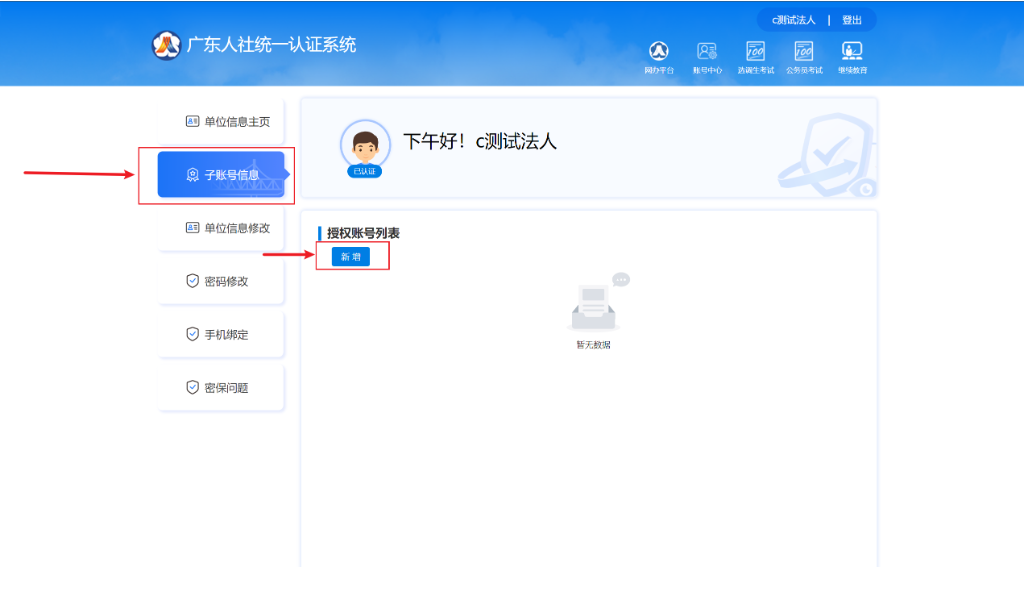 c测试法人 | 登出
广东人社统一认证系统
网办平台 账号中心 选调生考试 公务员考试 继续教育
单位信息主页
子账号信息
单位信息修改
密码修改
手机绑定
密保问题
下午好！c测试法人
已认证
授权账号列表
新增
暂无数据